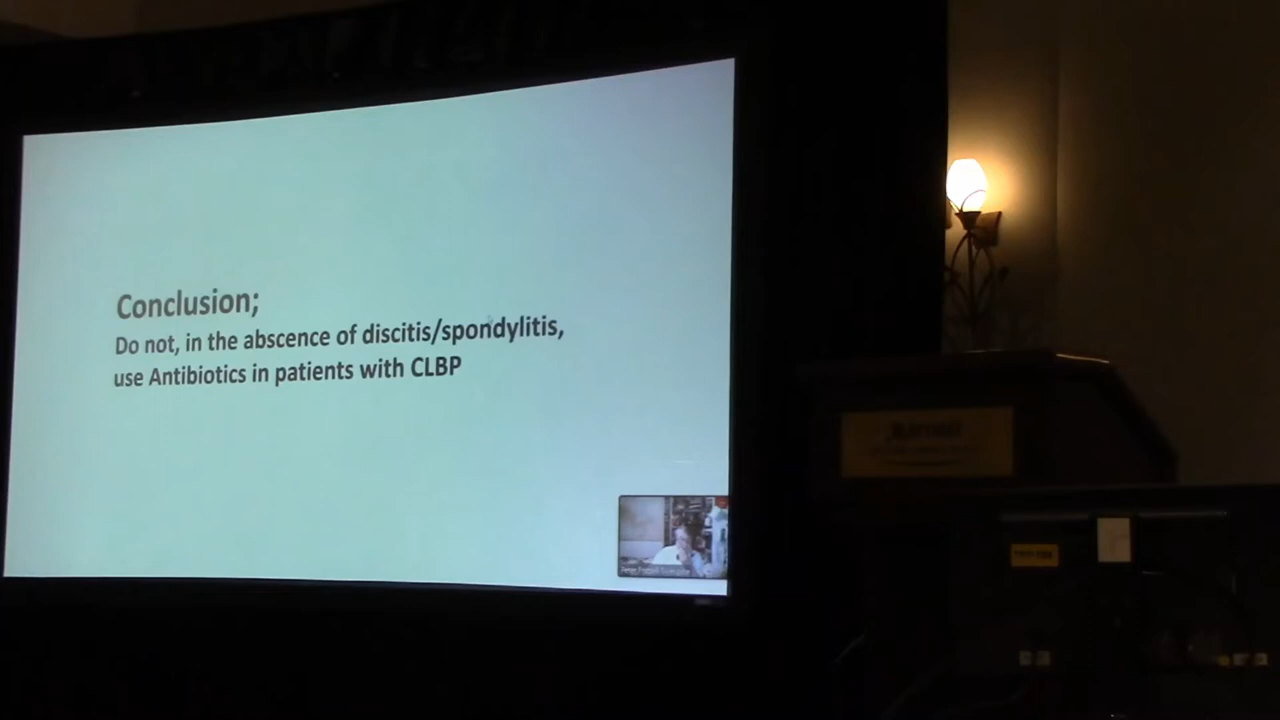 Conclusion;
Do not, in the abscence of discitis/spondylitis,
use Antibiotics in patients with CLBP